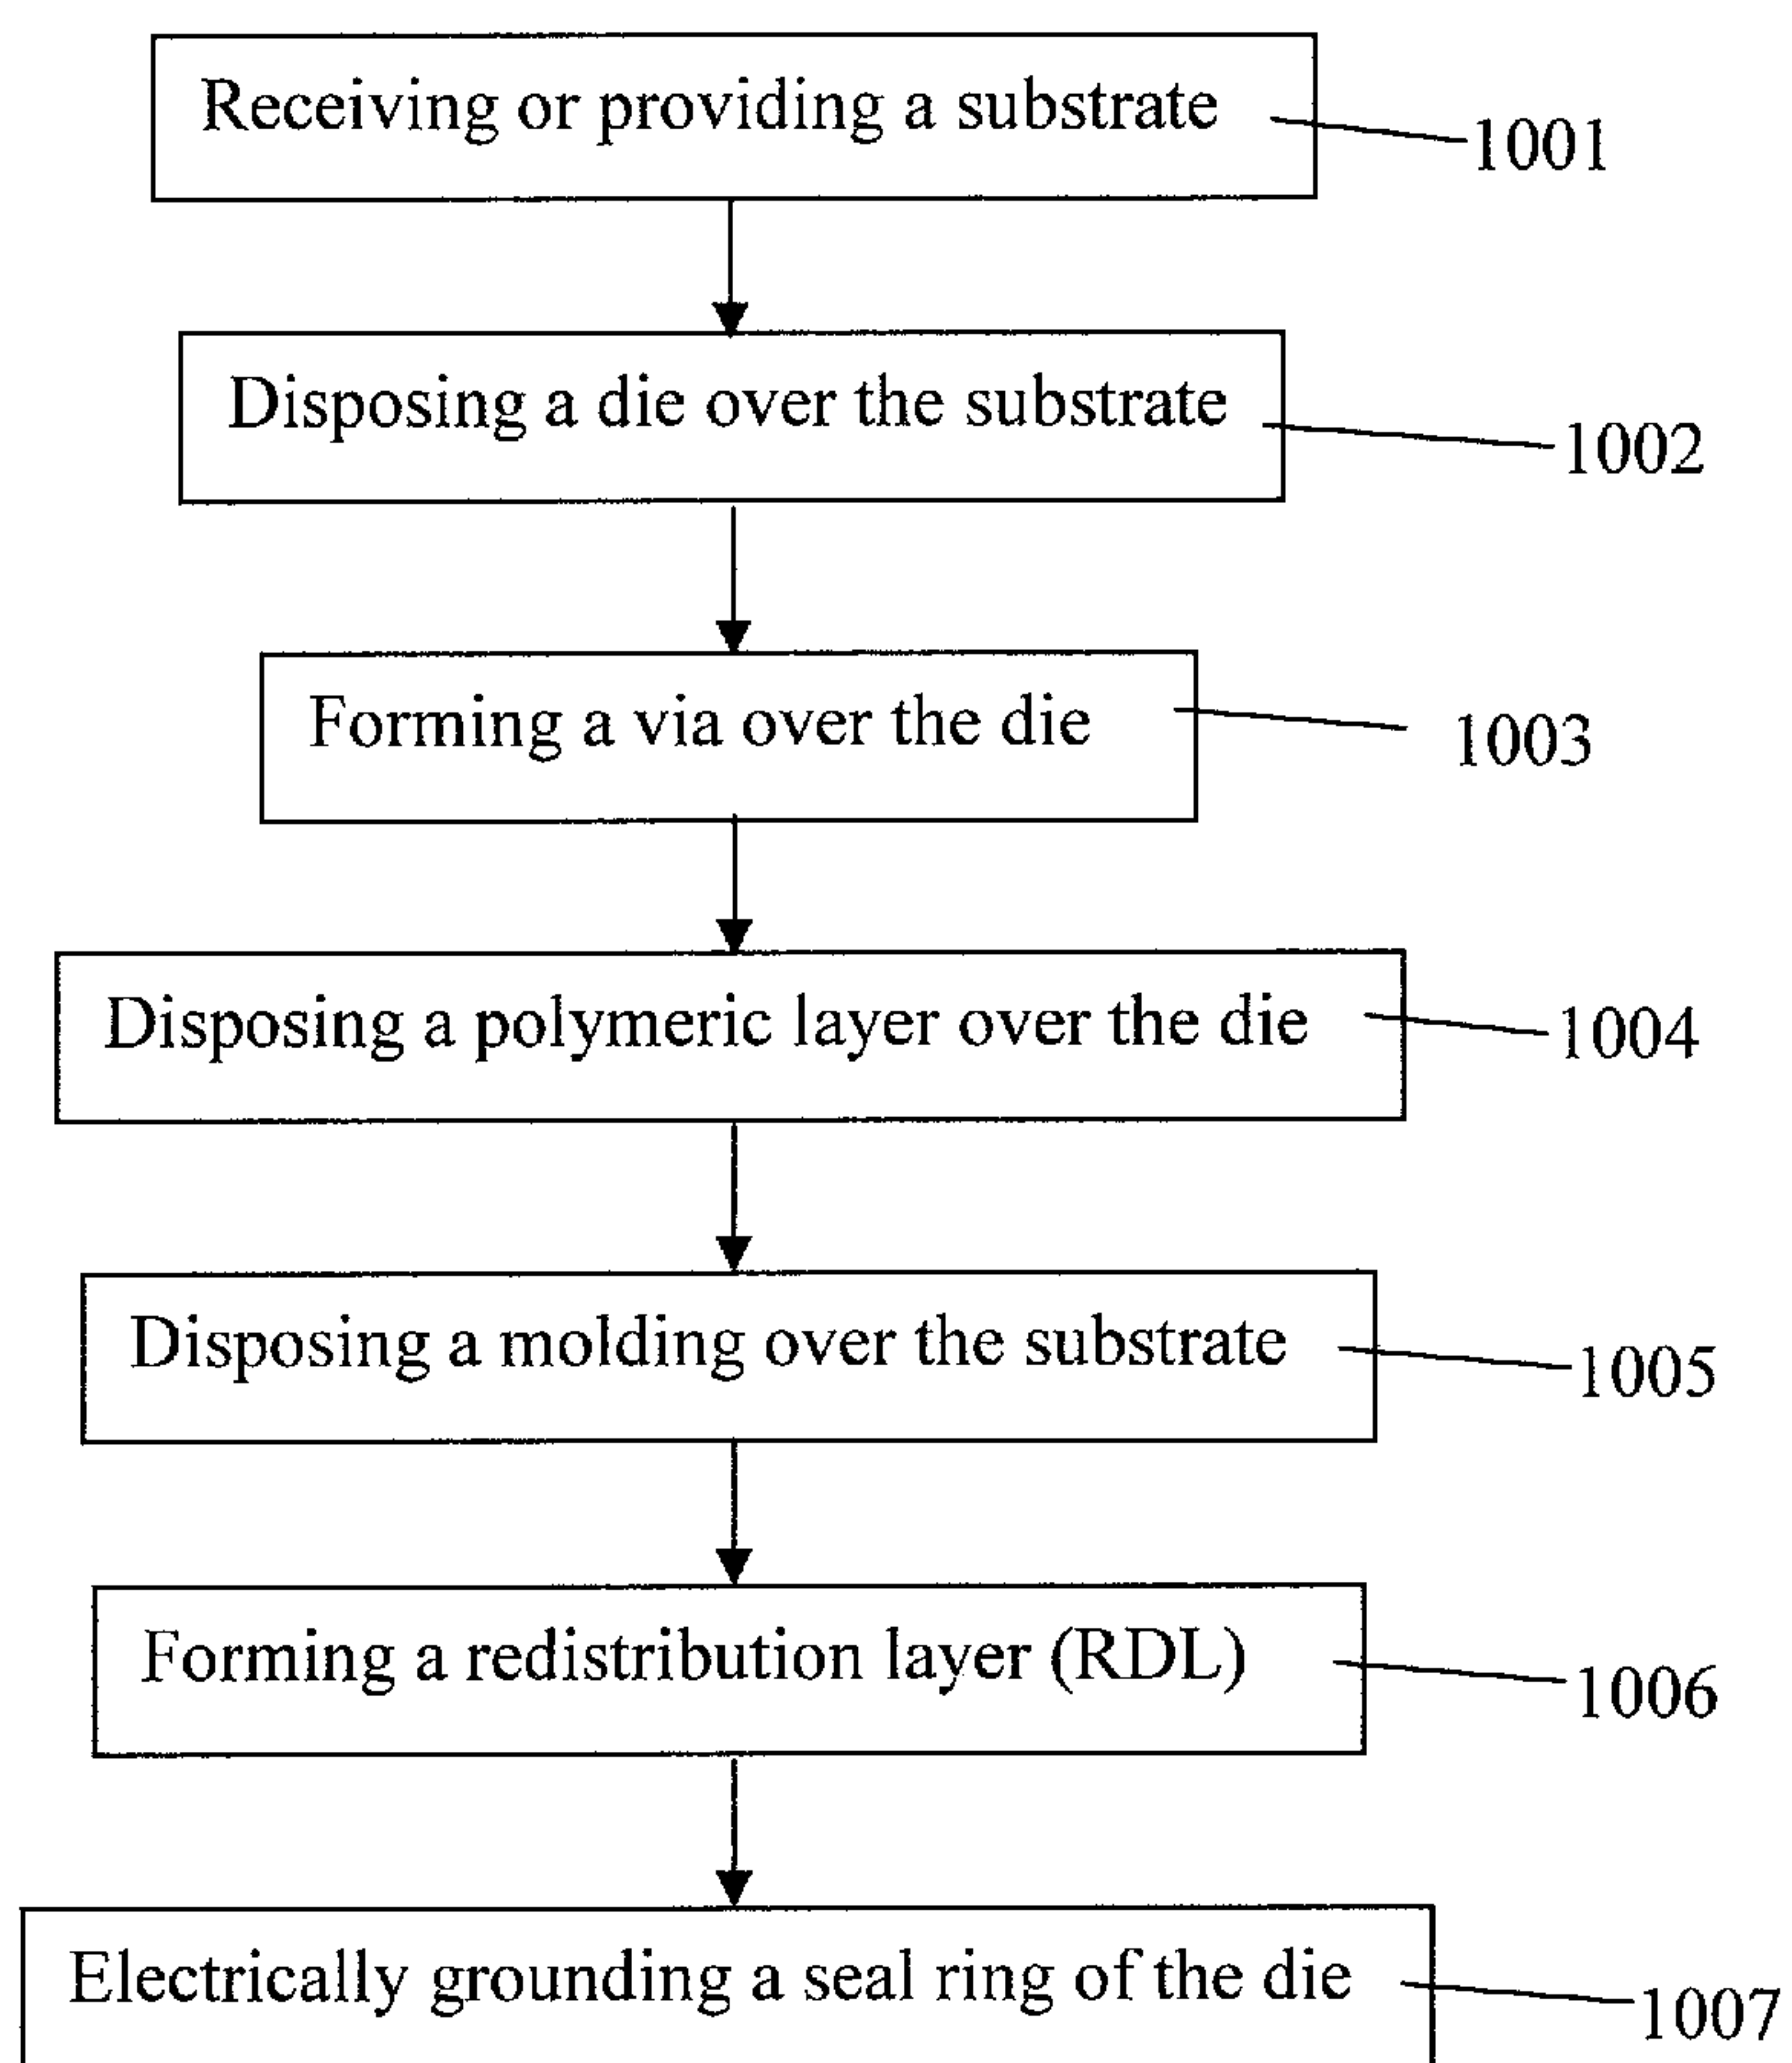 Receiving or providing a substrate 1001
Disposing a die over the substrate 1002
Forming a via over the die 1003
Disposing a polymeric layer over the die 1004
Disposing a molding over the substrate 1005
Forming a redistribution layer (RDL) 1006
Electrically grounding a seal ring of the die 1007